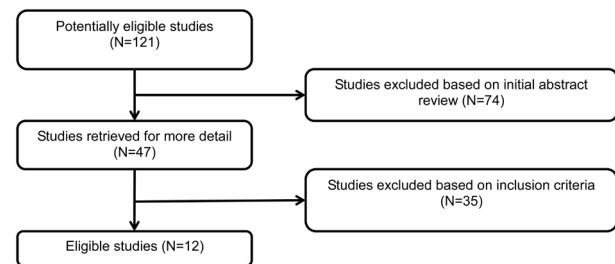 Potentially eligible studies
(N=121)
Studies excluded based on initial abstract
review (N=74)
Studies retrieved for more detail
(N=47)
Studies excluded based on inclusion criteria
(N=35)
Eligible studies (N=12)